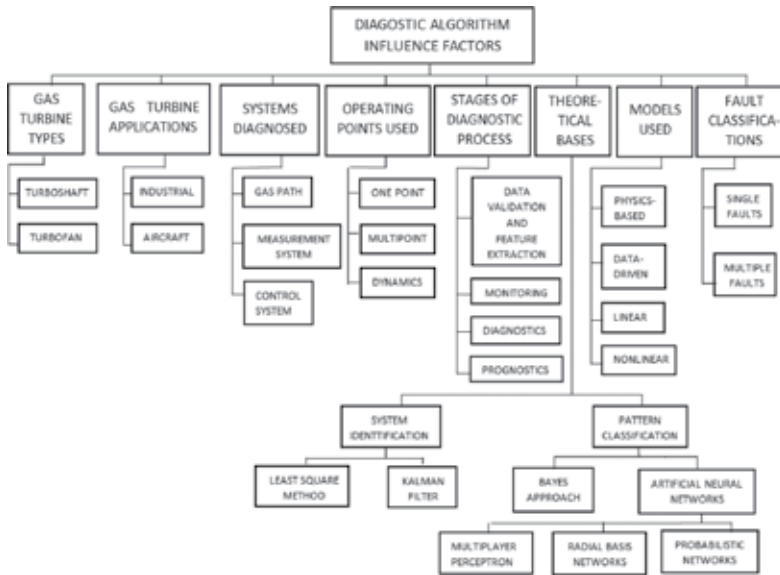 DIAGOSTIC ALGORITHM
INFLUENCE FACTORS
GAS
TURBINE
TYPES
GAS TURBINE
APPLICATIONS
SYSTEMS
DIAGNOSED
OPERATING
POINTS USED
STAGES OF
DIAGNOSTIC
PROCESS
THEORE-
TICAL
BASES
MODELS
USED
FAULT
CLASSIFICA-
TIONS
TURBOSHAFT
TURBOFAN
INDUSTRIAL
AIRCRAFT
GAS PATH
MEASUREMENT
SYSTEM
CONTROL
SYSTEM
ONE POINT
MULTIPOINT
DYNAMICS
DATA
VALIDATION
AND
FEATURE
EXTRACTION
MONITORING
DIAGNOSTICS
PROGNOSTICS
PHYSICS-
BASED
DATA-
DRIVEN
LINEAR
NONLINEAR
SINGLE
FAULTS
MULTIPLE
FAULTS
SYSTEM
IDENTTIFICATION
PATTERN
CLASSIFICATION
LEAST SQUARE
METHOD
KALMAN
FILTER
BAYES
APPROACH
ARTIFICIAL NEURAL
NETWORKS
MULTIPLAYER
PERCEPTRON
RADIAL BASIS
NETWORKS
PROBABILISTIC
NETWORKS